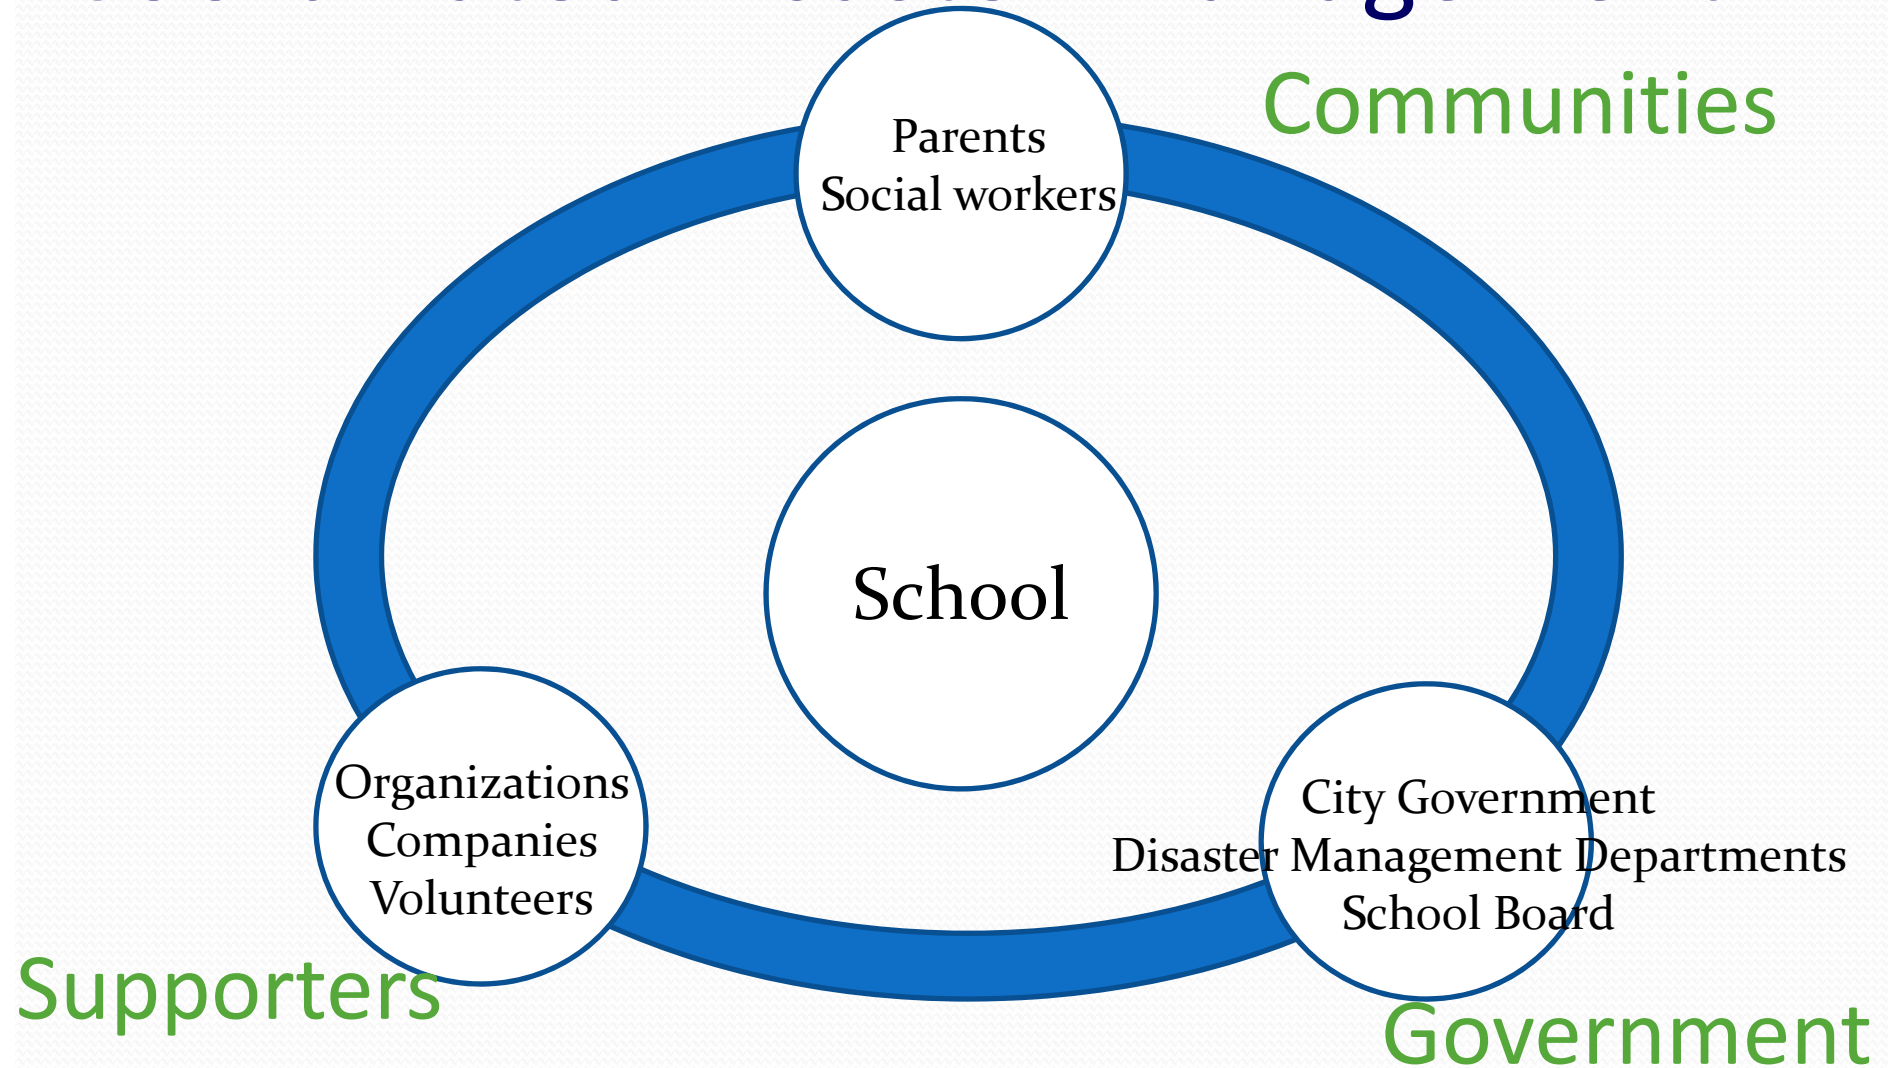 Communities
Parents
Social workers
School
Organizations
Companies
Volunteers
City Government
Disaster Management Departments
School Board
Supporters
Government